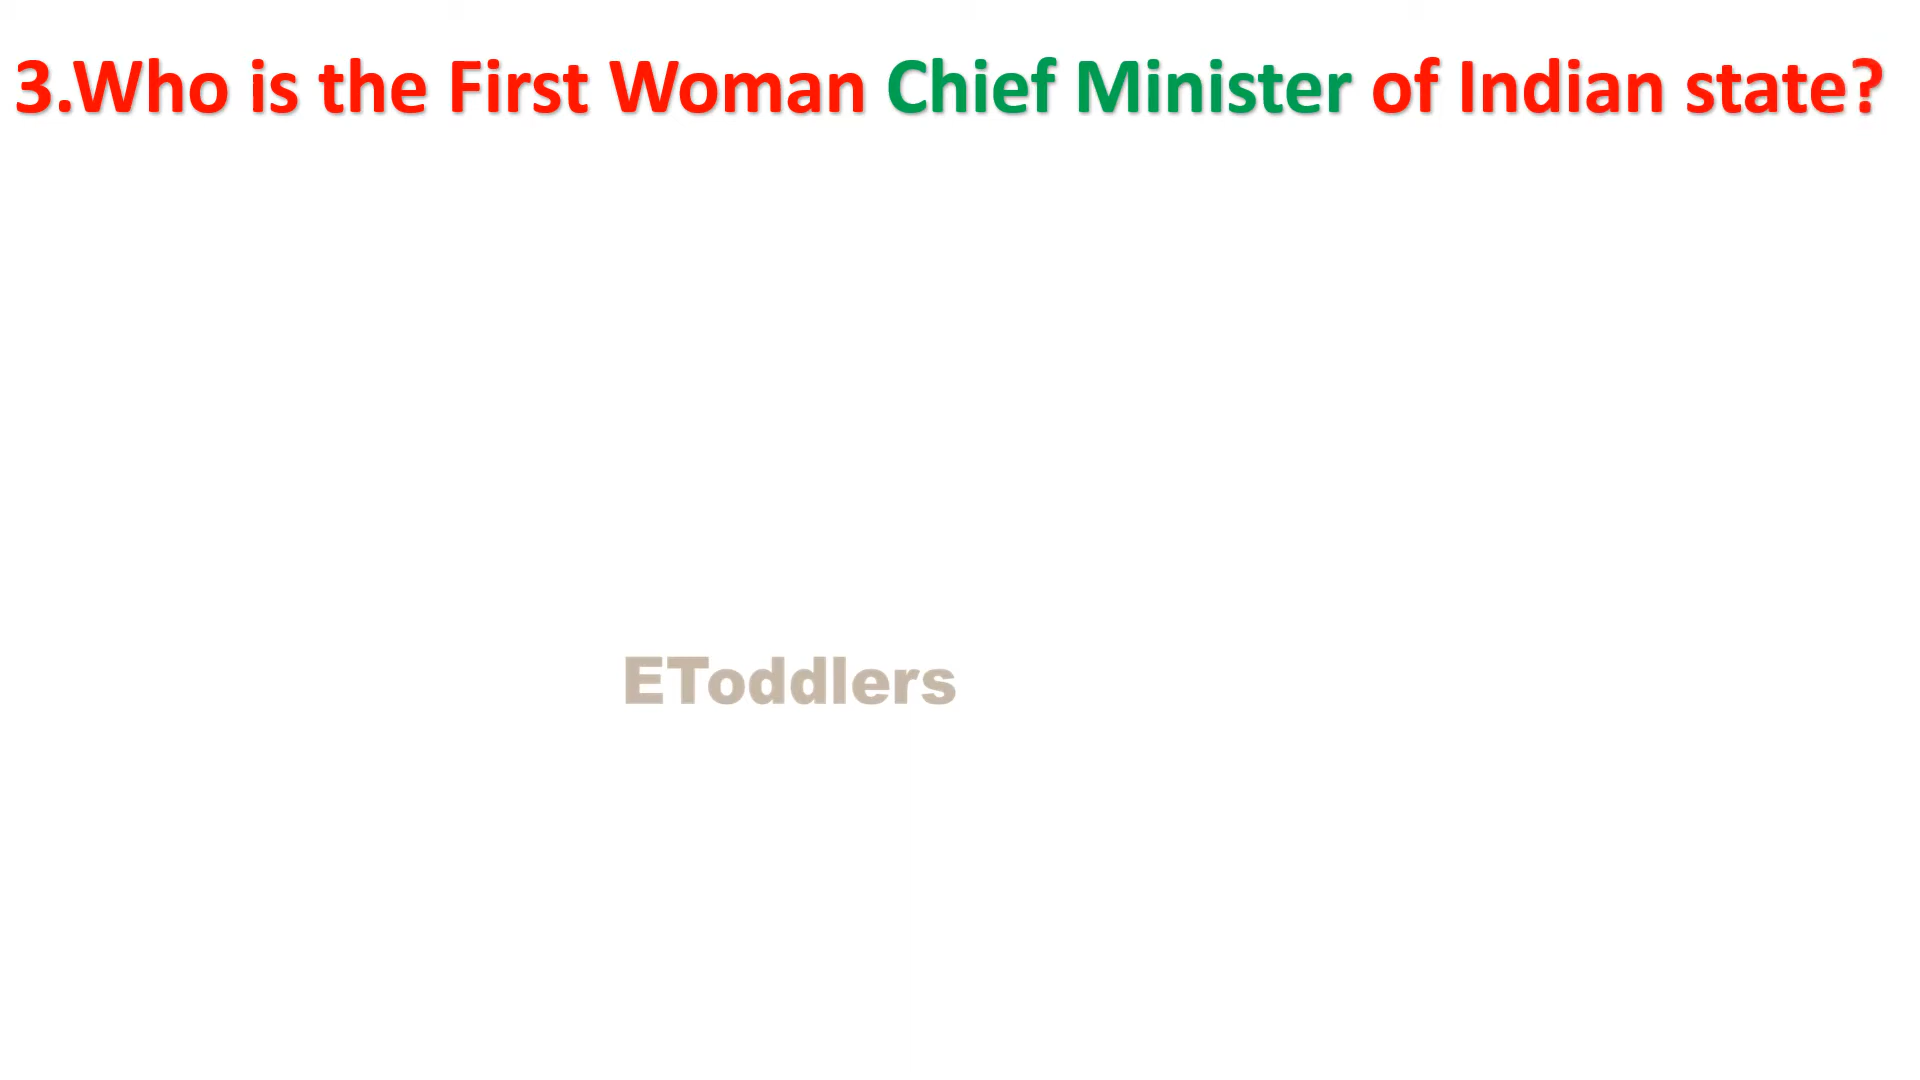 3.Who is the First Woman Chief Minister of Indian state?
EToddlers